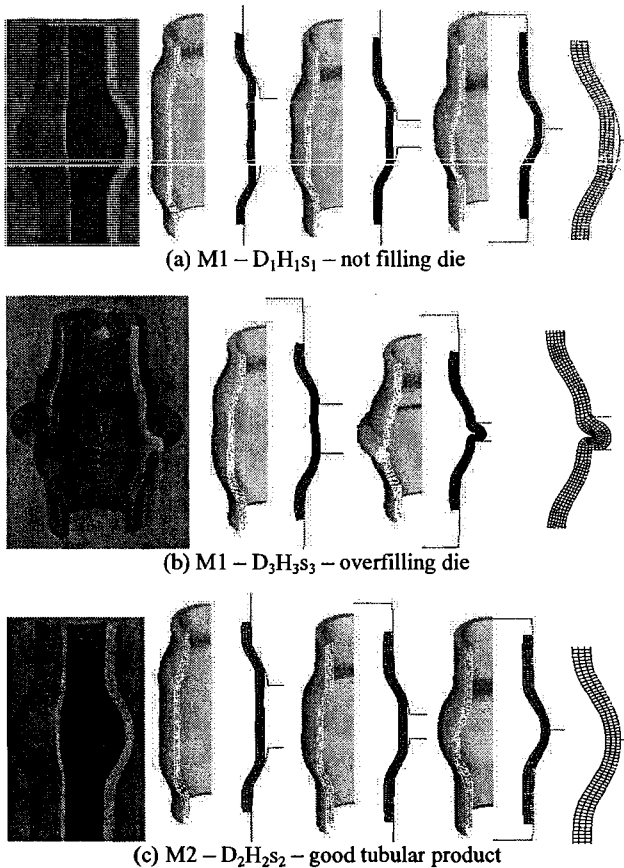 (a) M1 – D₁H₁s₁ – not filling die
(b) M1 – D₃H₃s₃ – overfilling die
(c) M2 – D₂H₂s₂ – good tubular product